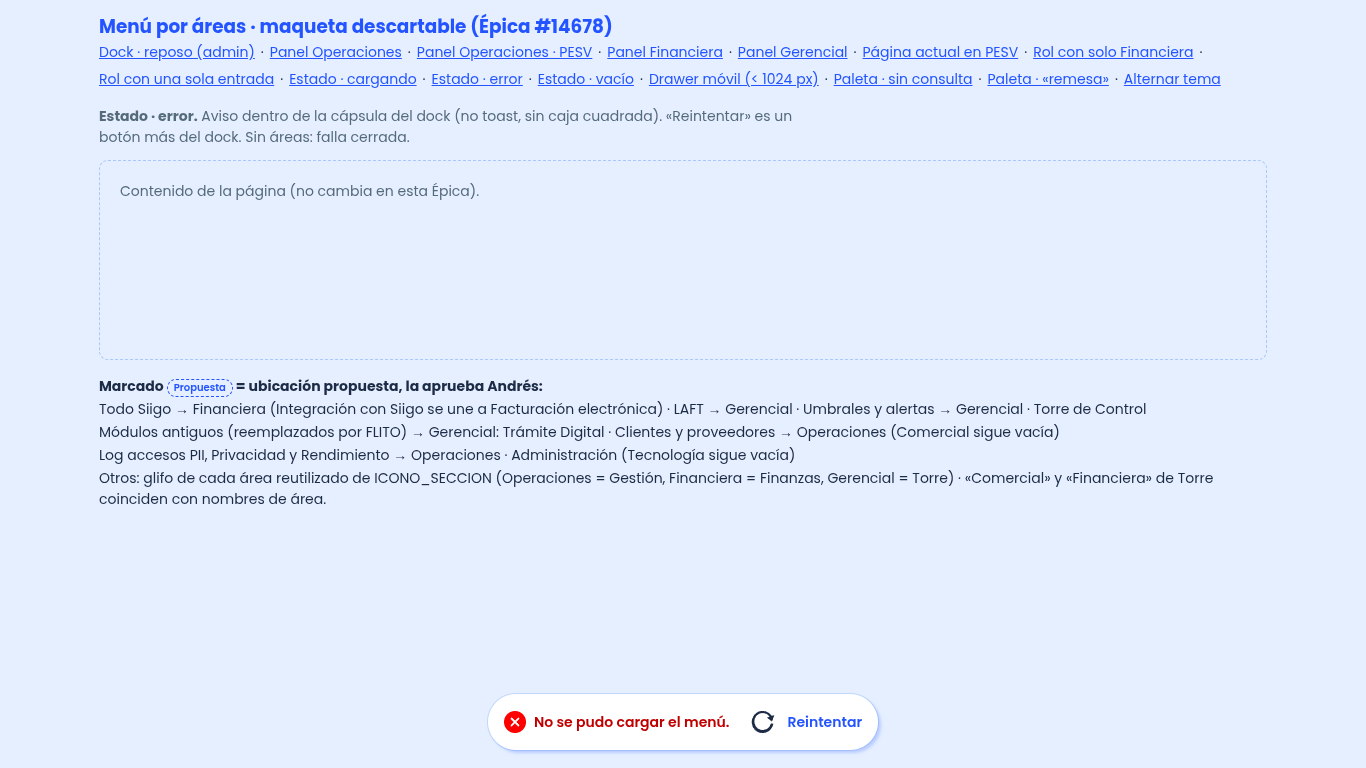 Menú por áreas · maqueta descartable (Épica #14678)
Dock · reposo (admin) · Panel Operaciones · Panel Operaciones · PESV · Panel Financiera · Panel Gerencial · Página actual en PESV · Rol con solo Financiera ·
Rol con una sola entrada · Estado · cargando · Estado · error · Estado · vacío · Drawer móvil (< 1024 px) · Paleta · sin consulta · Paleta · «remesa» · Alternar tema
Estado · error. Aviso dentro de la cápsula del dock (no toast, sin caja cuadrada). «Reintentar» es un
botón más del dock. Sin áreas: falla cerrada.
Contenido de la página (no cambia en esta Épica).
Marcado Propuesta = ubicación propuesta, la aprueba Andrés:
Todo Siigo → Financiera (Integración con Siigo se une a Facturación electrónica) · LAFT → Gerencial · Umbrales y alertas → Gerencial · Torre de Control
Módulos antiguos (reemplazados por FLITO) → Gerencial: Trámite Digital · Clientes y proveedores → Operaciones (Comercial sigue vacía)
Log accesos PII, Privacidad y Rendimiento → Operaciones · Administración (Tecnología sigue vacía)
Otros: glifo de cada área reutilizado de ICONO_SECCION (Operaciones = Gestión, Financiera = Finanzas, Gerencial = Torre) · «Comercial» y «Financiera» de Torre
coinciden con nombres de área.
No se pudo cargar el menú. Reintentar